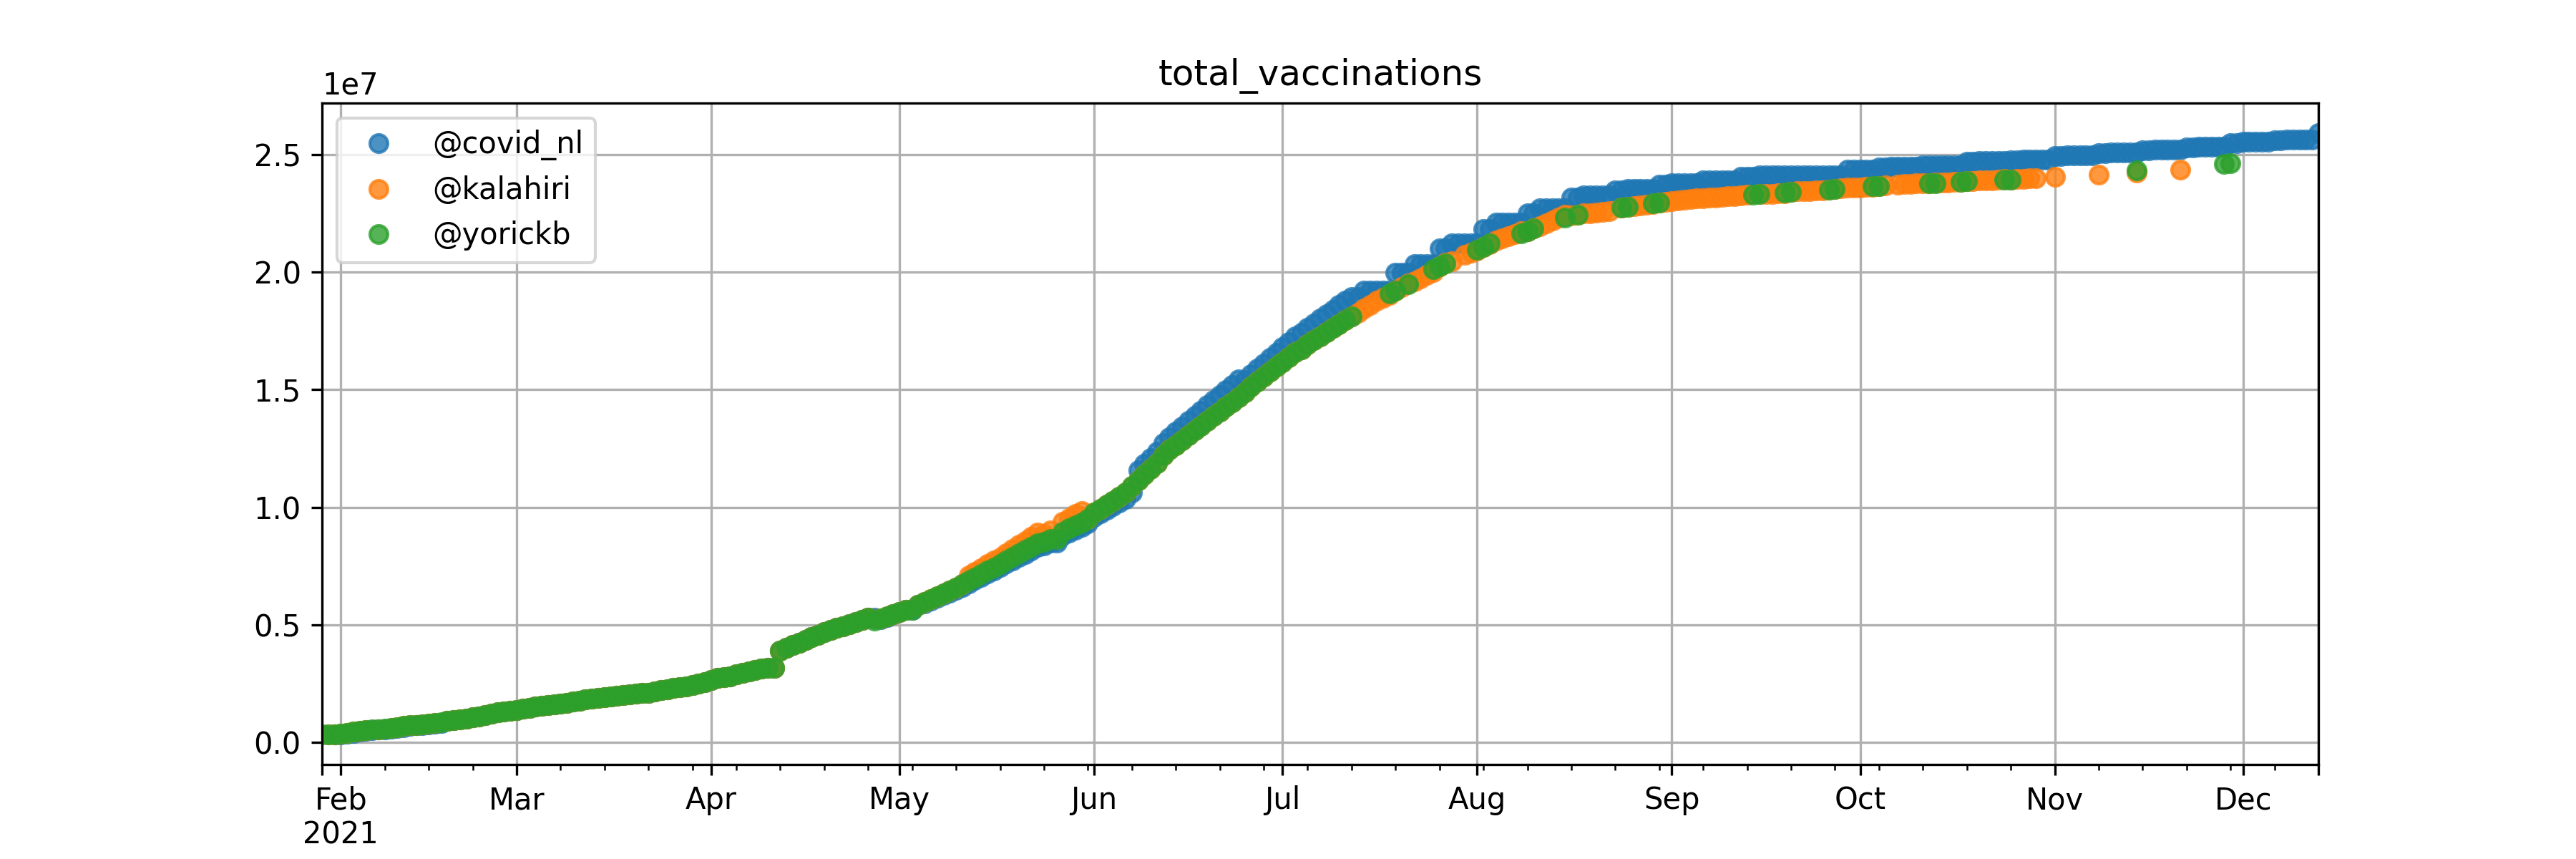 total_vaccinations
1e7
@covid_nl
@kalahiri
@yorickb
2.5
2.0
1.5
1.0
0.5
0.0
Feb Mar Apr May Jun Jul Aug Sep Oct Nov Dec
2021